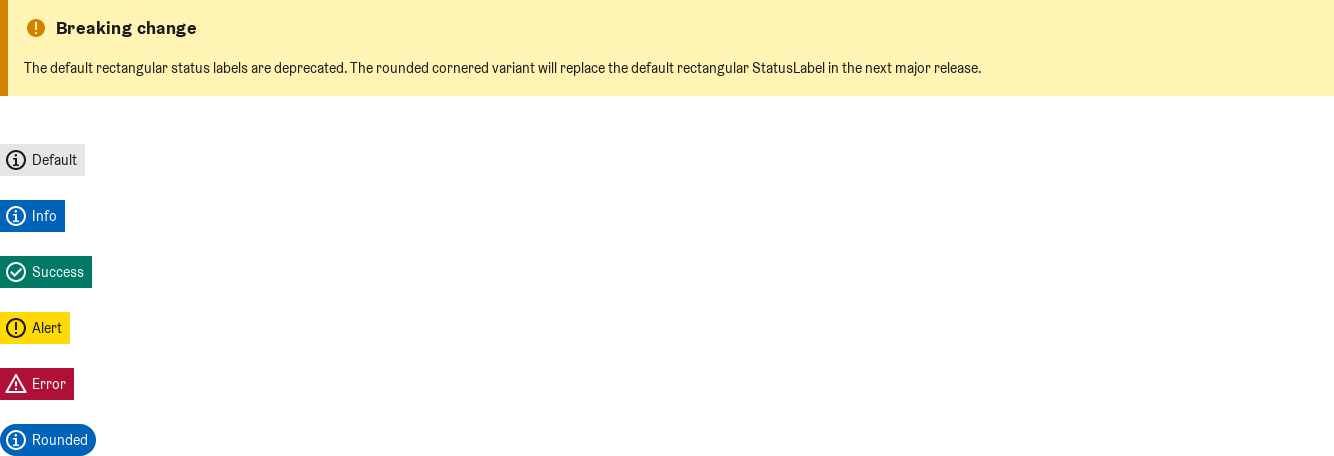 Breaking change
The default rectangular status labels are deprecated. The rounded cornered variant will replace the default rectangular StatusLabel in the next major release.
Default
Info
Success
Alert
Error
Rounded